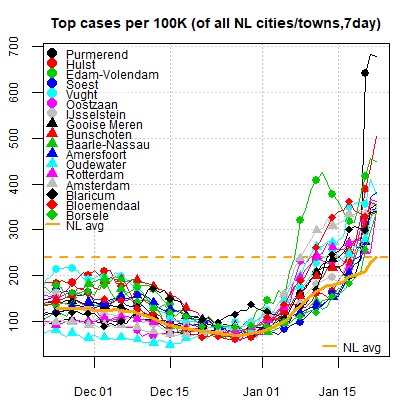 Top cases per 100K (of all NL cities/towns,7day)
700
600
500
400
300
200
100
Purmerend
Hulst
Edam-Volendam
Soest
Vught
Oostzaan
IJsselstein
Gooise Meren
Bunschoten
Baarle-Nassau
Amersfoort
Oudewater
Rotterdam
Amsterdam
Blaricum
Bloemendaal
Borsele
NL avg
NL avg
Dec 01
Dec 15
Jan 01
Jan 15